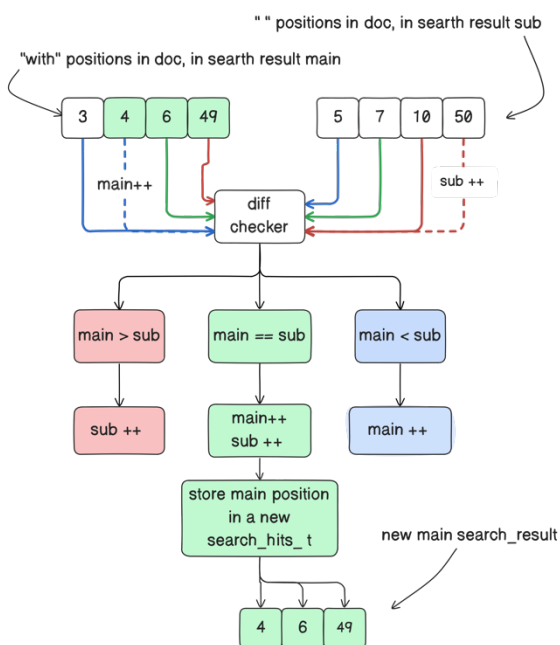 " " positions in doc, in searth result sub
"with" positions in doc, in searth result main
3 4 6 49
5 7 10 50
main++
sub ++
diff
checker
main > sub
main == sub
main < sub
sub ++
main++
sub ++
main ++
store main position
in a new
search_hits_ t
new main search_result
4 6 49